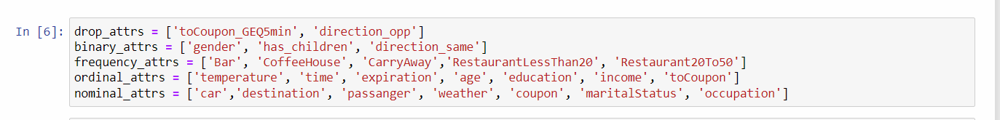 In [6]: drop_attrs = ['toCoupon_GEQ5min', 'direction_opp']
binary_attrs = ['gender', 'has_children', 'direction_same']
frequency_attrs = ['Bar', 'CoffeeHouse', 'CarryAway','RestaurantLessThan20', 'Restaurant20To50']
ordinal_attrs = ['temperature', 'time', 'expiration', 'age', 'education', 'income', 'toCoupon']
nominal_attrs = ['car','destination', 'passanger', 'weather', 'coupon', 'maritalStatus', 'occupation']